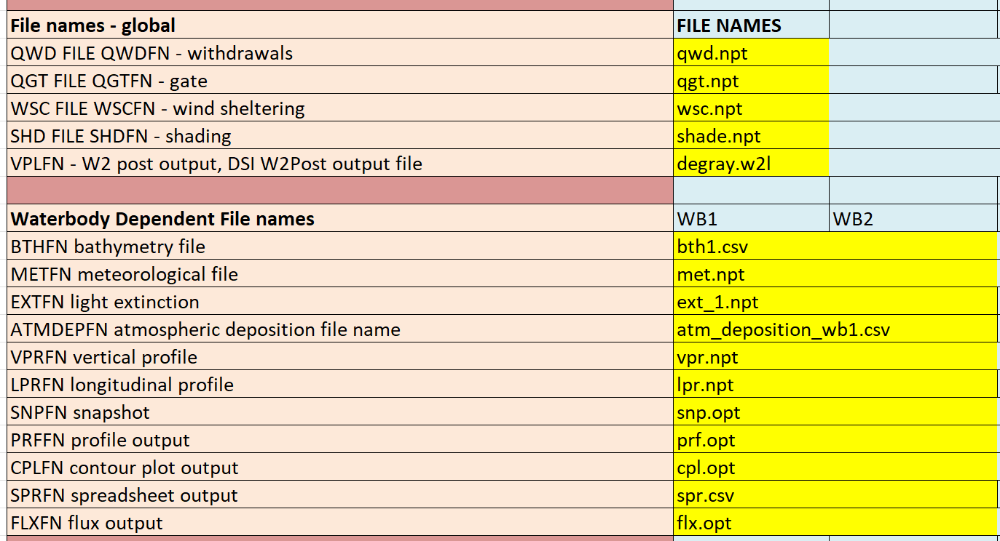 File names - global FILE NAMES
QWD FILE QWDFN - withdrawals qwd.npt
QGT FILE QGTFN - gate qgt.npt
WSC FILE WSCFN - wind sheltering wsc.npt
SHD FILE SHDFN - shading shade.npt
VPLFN - W2 post output, DSI W2Post output file degray.w2l
Waterbody Dependent File names WB1 WB2
BTHFN bathymetry file bth1.csv
METFN meteorological file met.npt
EXTFN light extinction ext_1.npt
ATMDEPFN atmospheric deposition file name atm_deposition_wb1.csv
VPRFN vertical profile vpr.npt
LPRFN longitudinal profile lpr.npt
SNPFN snapshot snp.opt
PRFFN profile output prf.opt
CPLFN contour plot output cpl.opt
SPRFN spreadsheet output spr.csv
FLXFN flux output flx.opt